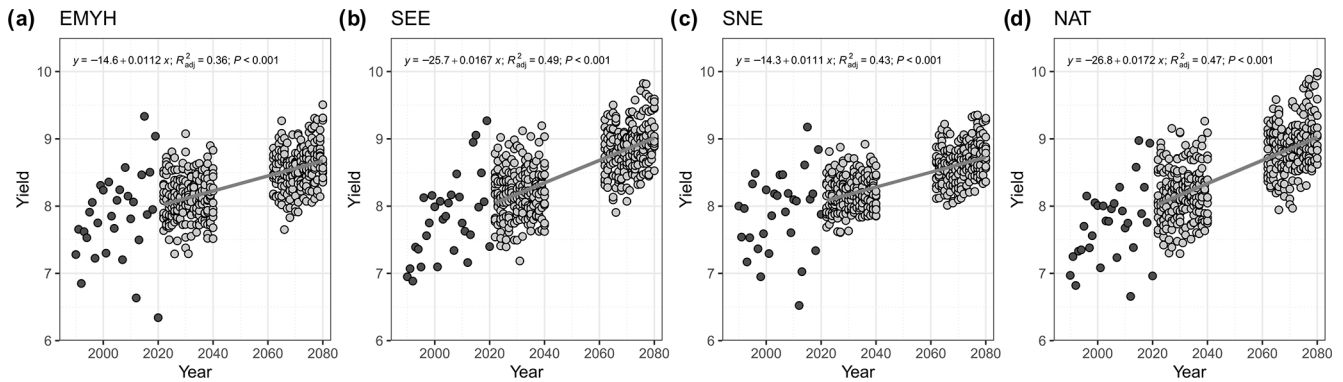 (a) EMYH (b) SEE (c) SNE (d) NAT
y = −14.6 + 0.0112 x; R²adj = 0.36; P < 0.001 y = −25.7 + 0.0167 x; R²adj = 0.49; P < 0.001 y = −14.3 + 0.0111 x; R²adj = 0.43; P < 0.001 y = −26.8 + 0.0172 x; R²adj = 0.47; P < 0.001
10 10 10 10
9 9 9 9
Yield Yield Yield Yield
8 8 8 8
7 7 7 7
6 6 6 6
2000 2020 2040 2060 2080 2000 2020 2040 2060 2080 2000 2020 2040 2060 2080 2000 2020 2040 2060 2080
Year Year Year Year